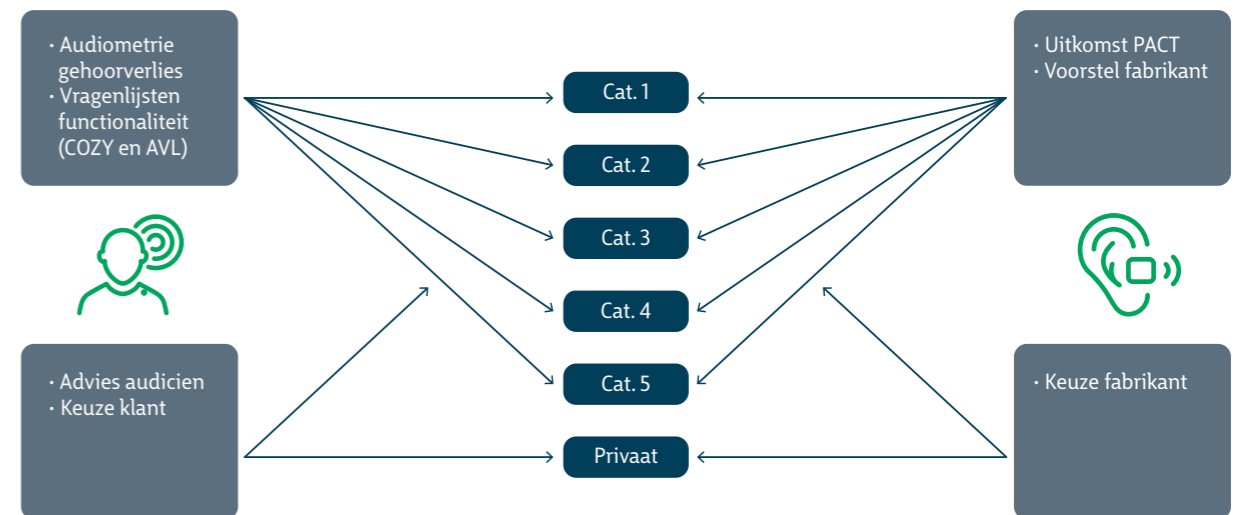 · Audiometrie
gehoorverlies
· Vragenlijsten
functionaliteit
(COZY en AVL)
· Advies audicien
· Keuze klant
Cat. 1
Cat. 2
Cat. 3
Cat. 4
Cat. 5
Privaat
· Uitkomst PACT
· Voorstel fabrikant
· Keuze fabrikant